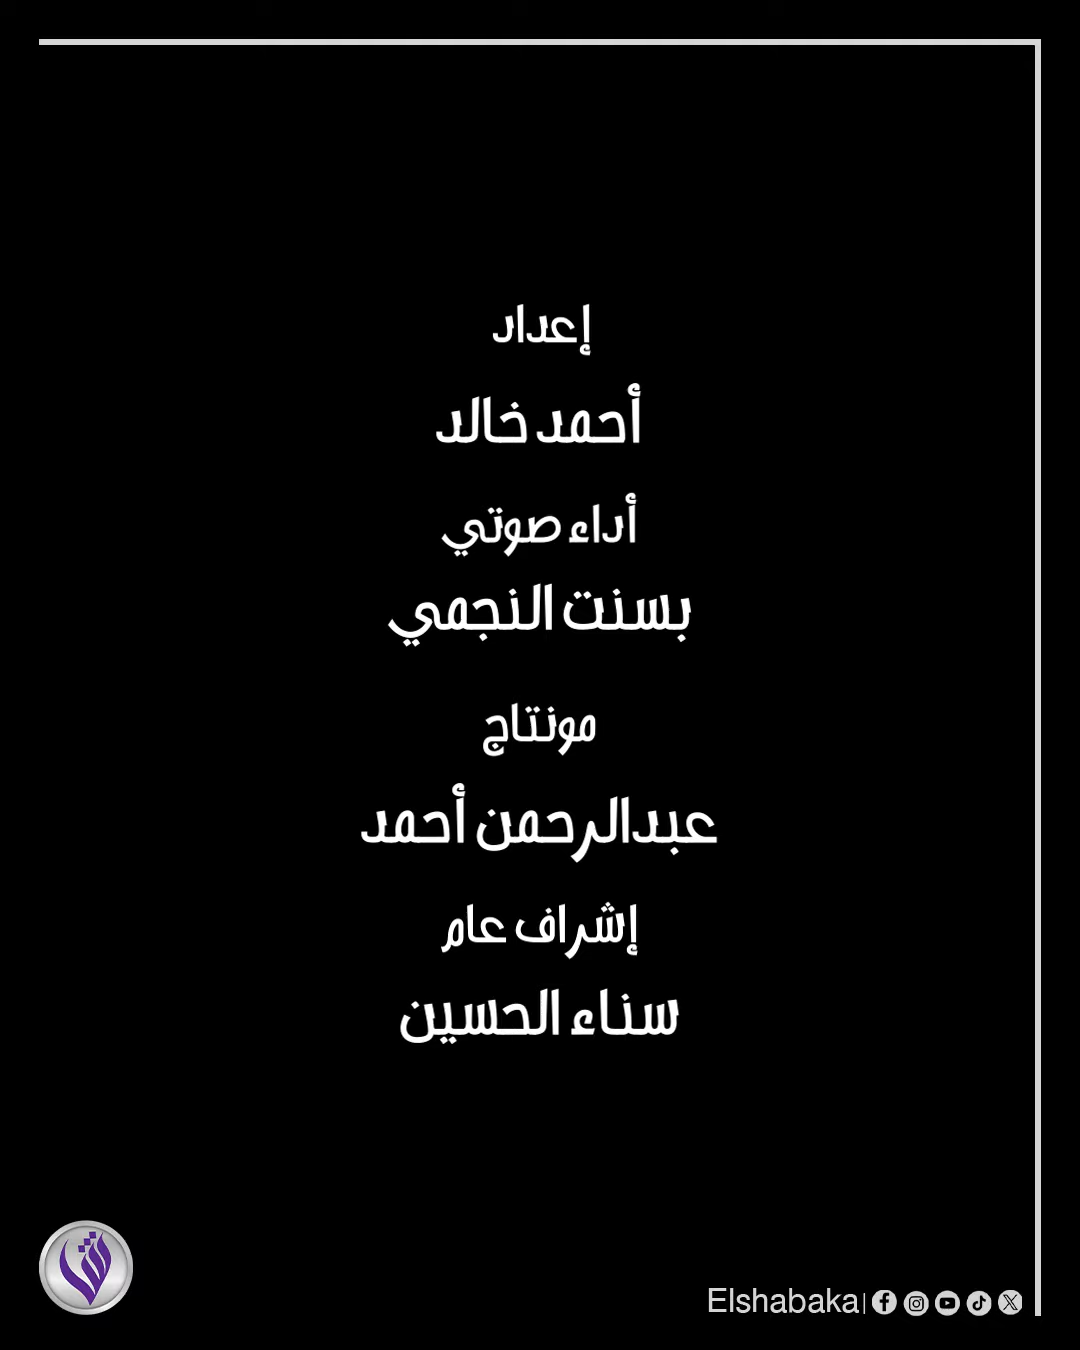 إعداد
أحمد خالد
أداء صوتي
بسنت النجمي
مونتاج
عبدالرحمن أحمد
إشراف عام
سناء الحسين
Elshabaka|